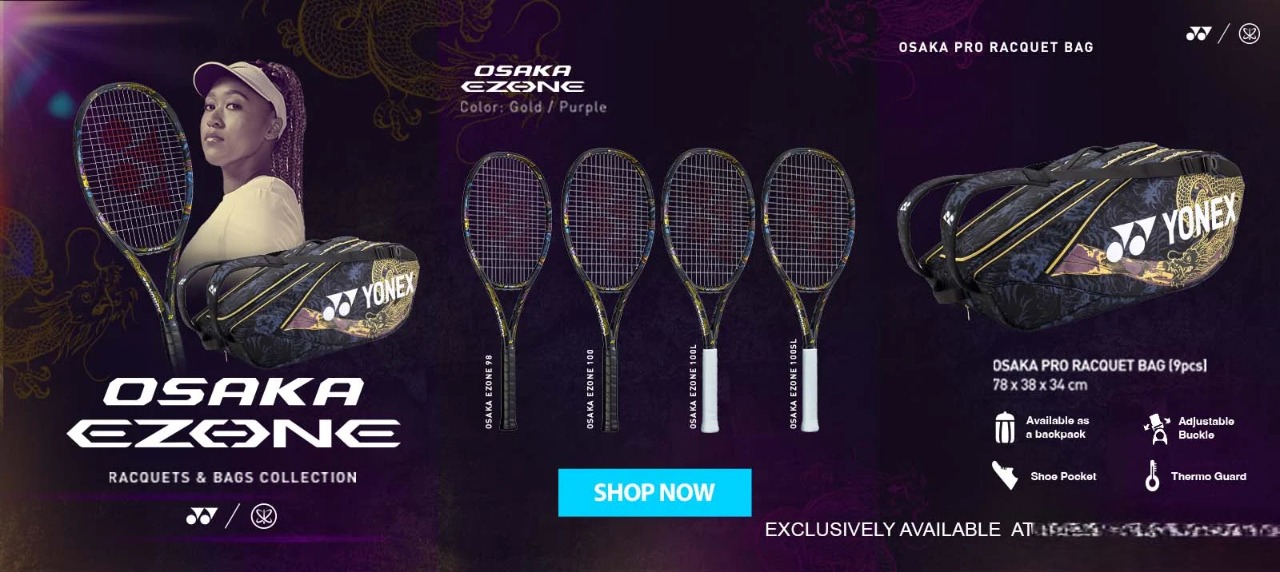 OSAKA
EZONE
RACQUETS & BAGS COLLECTION
YONEX
OSAKA
EZONE
Color: Gold / Purple
OSAKA EZONE 98
OSAKA EZONE 100
OSAKA EZONE 100L
OSAKA EZONE 100SL
SHOP NOW
OSAKA PRO RACQUET BAG
YONEX
OSAKA PRO RACQUET BAG [9pcs]
78 x 38 x 34 cm
Available as
a backpack
Adjustable
Buckle
Shoe Pocket
Thermo Guard
EXCLUSIVELY AVAILABLE AT